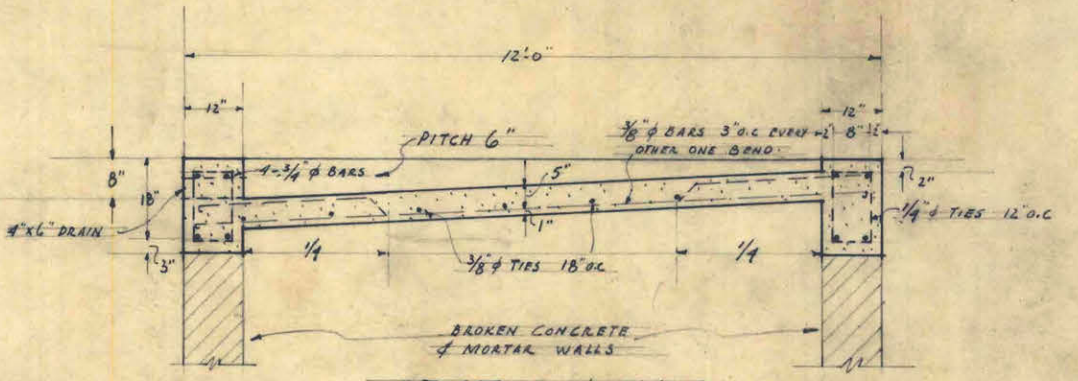 12'-0"
12"
12"
PITCH 6"
3/8" φ BARS 3" O.C EVERY
OTHER ONE BEND.
2" 8" 2"
8"
18"
4-3/4" φ BARS
5"
2"
4"x6" DRAIN
1/4" φ TIES 12" O.C
1"
3"
1/4
3/8" φ TIES 18" O.C
1/4
BROKEN CONCRETE
& MORTAR WALLS